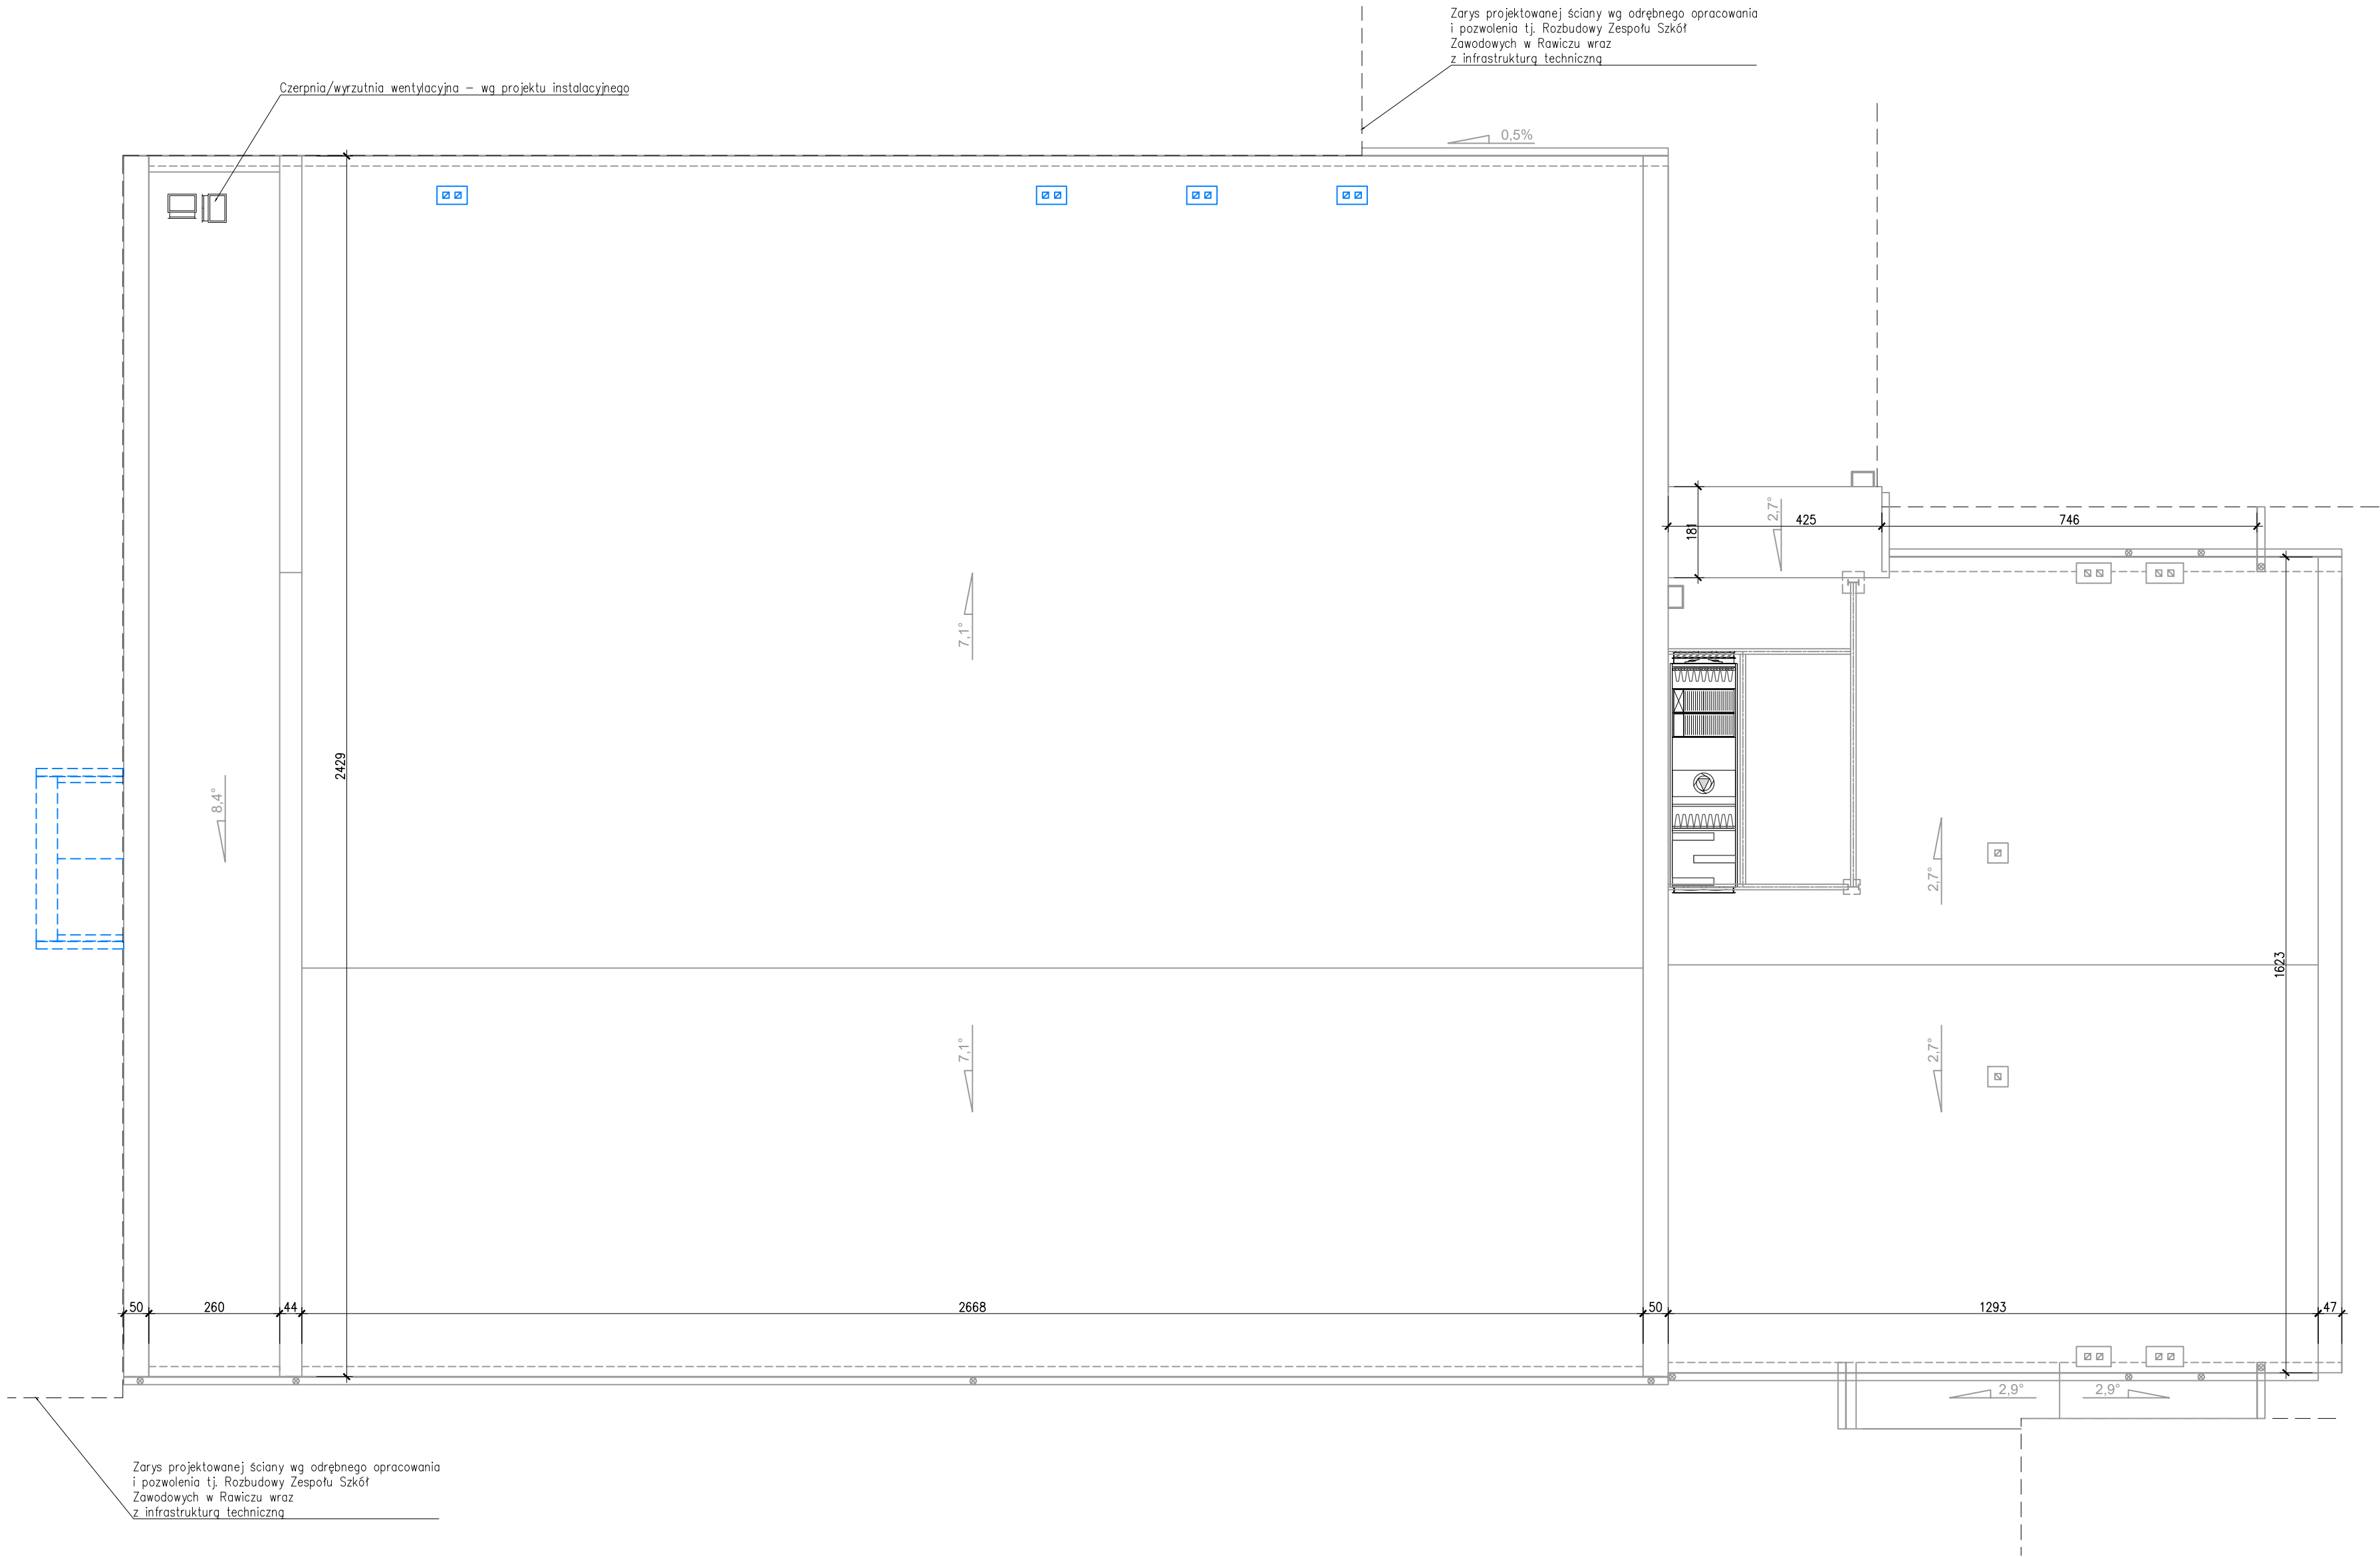 Zarys projektowanej ściany wg odrębnego opracowania
i pozwolenia tj. Rozbudowy Zespołu Szkół
Zawodowych w Rawiczu wraz
z infrastrukturą techniczną
Czerpnia/wyrzutnia wentylacyjna – wg projektu instalacyjnego
0,5%
2,7°
181
425
746
7,1°
2429
8,4°
2,7°
1623
7,1°
2,7°
50
260
44
2668
50
1293
47
2,9°
2,9°
Zarys projektowanej ściany wg odrębnego opracowania
i pozwolenia tj. Rozbudowy Zespołu Szkół
Zawodowych w Rawiczu wraz
z infrastrukturą techniczną